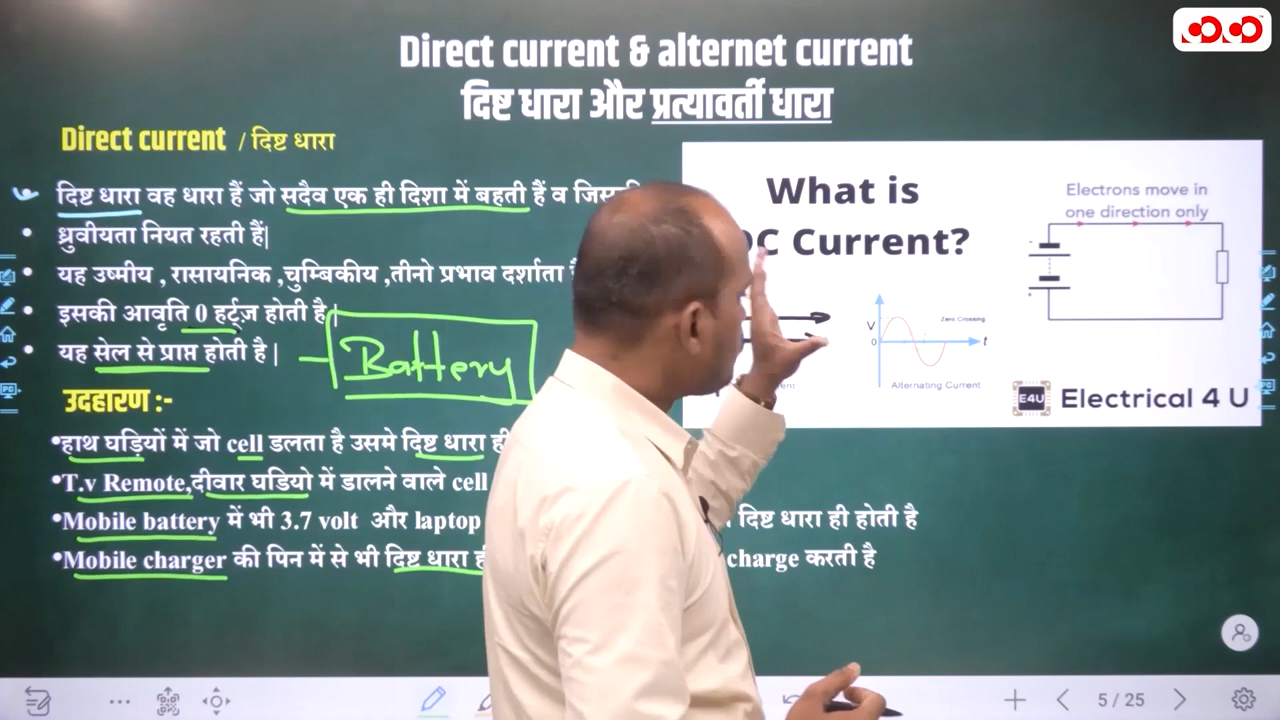 Direct current & alternet current
दिष्ट धारा और प्रत्यावर्ती धारा
Direct current / दिष्ट धारा
दिष्ट धारा वह धारा हैं जो सदैव एक ही दिशा में बहती हैं व
• ध्रुवीयता नियत रहती हैं|
• यह उष्मीय , रासायनिक ,चुम्बिकीय ,तीनो प्रभाव दर्शाता
• इसकी आवृति 0 हर्ट्ज़ होती है |
• यह सेल से प्राप्त होती है |
Battery
उदहारण :-
•हाथ घड़ियों में जो cell डलता है उसमे दिष्ट धारा ही
•T.v Remote,दीवार घडियो में डालने वाले cell
•Mobile battery में भी 3.7 volt और laptop दिष्ट धारा ही होती है
•Mobile charger की पिन में से भी दिष्ट धारा ही charge करती है
What is
DC Current?
Electrons move in
one direction only
V
0
t
Zero Crossing
Alternating Current
E4U
Electrical 4 U
PC
PC
5 / 25